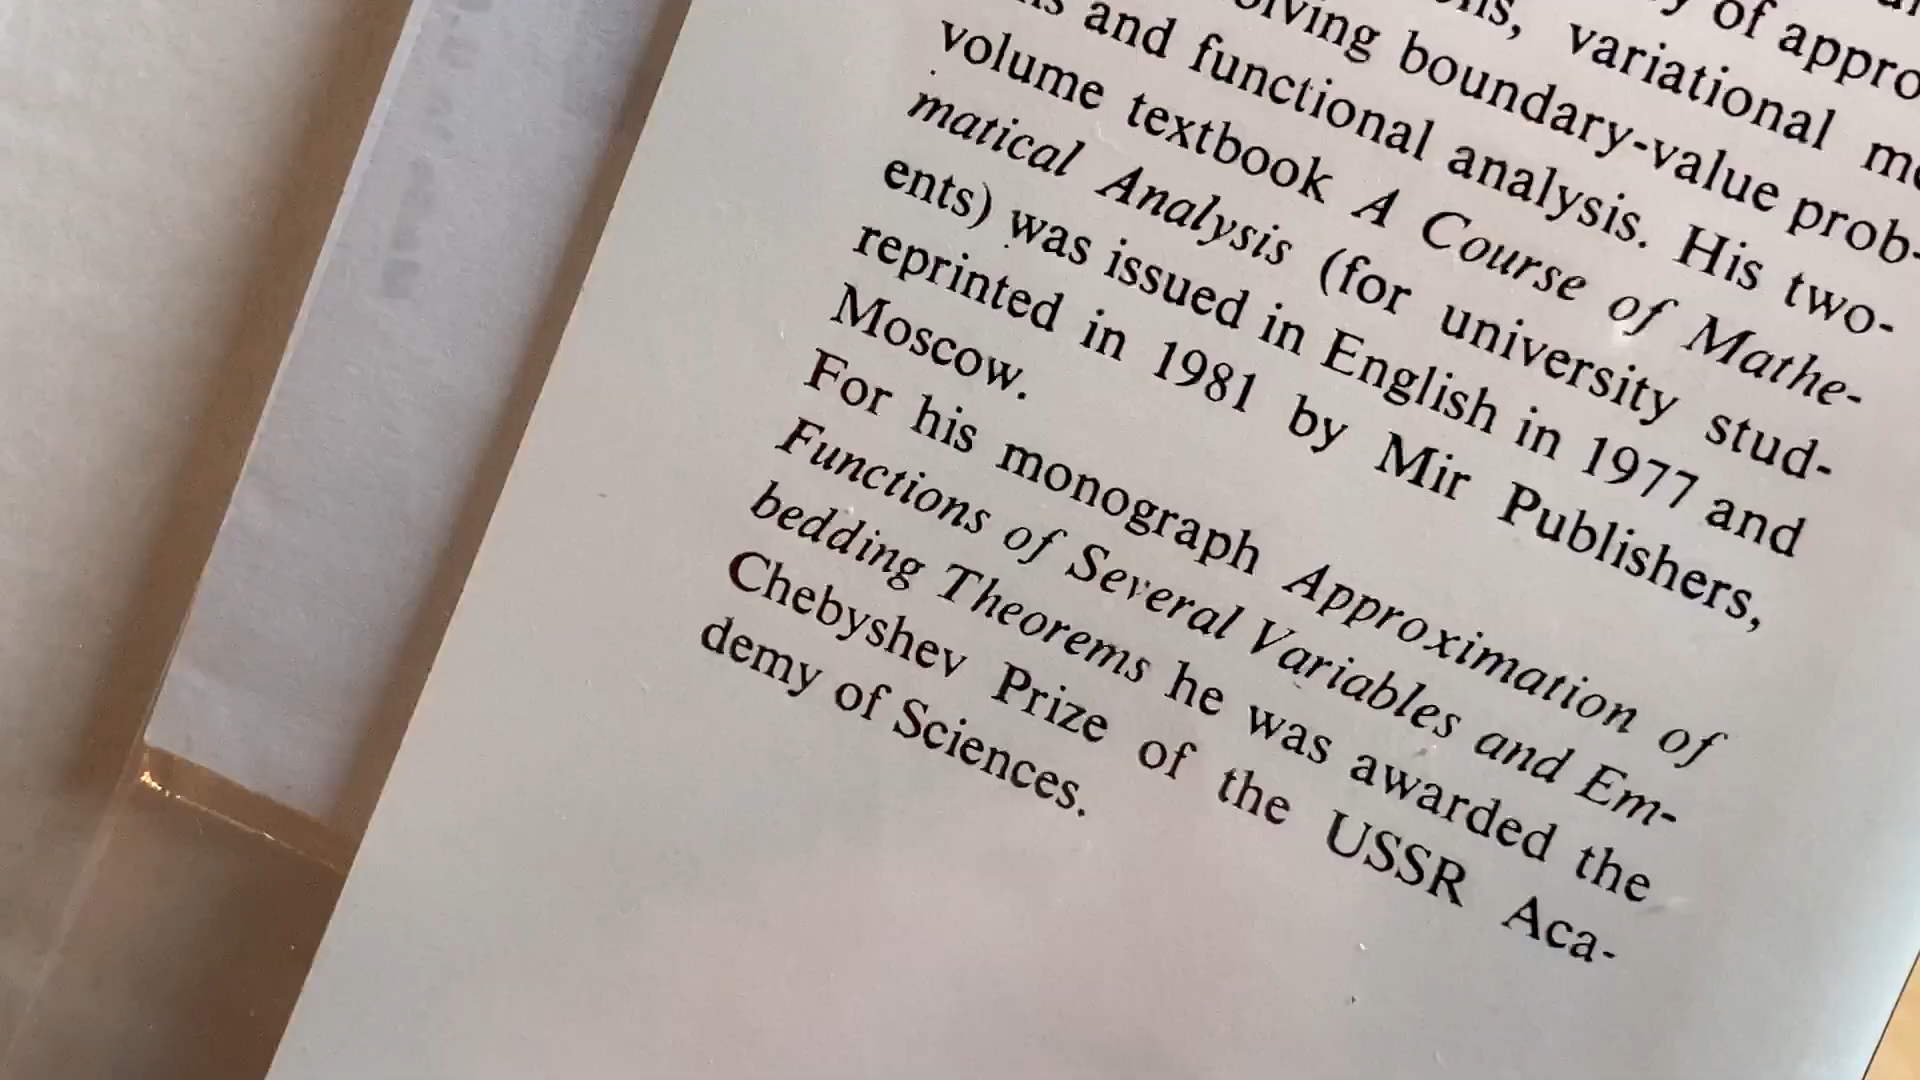 y of appro
ns, variational me
olving boundary-value prob-
and functional analysis. His two-
volume textbook A Course of Mathe-
matical Analysis (for university stud-
ents) was issued in English in 1977 and
reprinted in 1981 by Mir Publishers,
Moscow.
For his monograph Approximation of
Functions of Several Variables and Em-
bedding Theorems he was awarded the
Chebyshev Prize of the USSR Aca-
demy of Sciences.